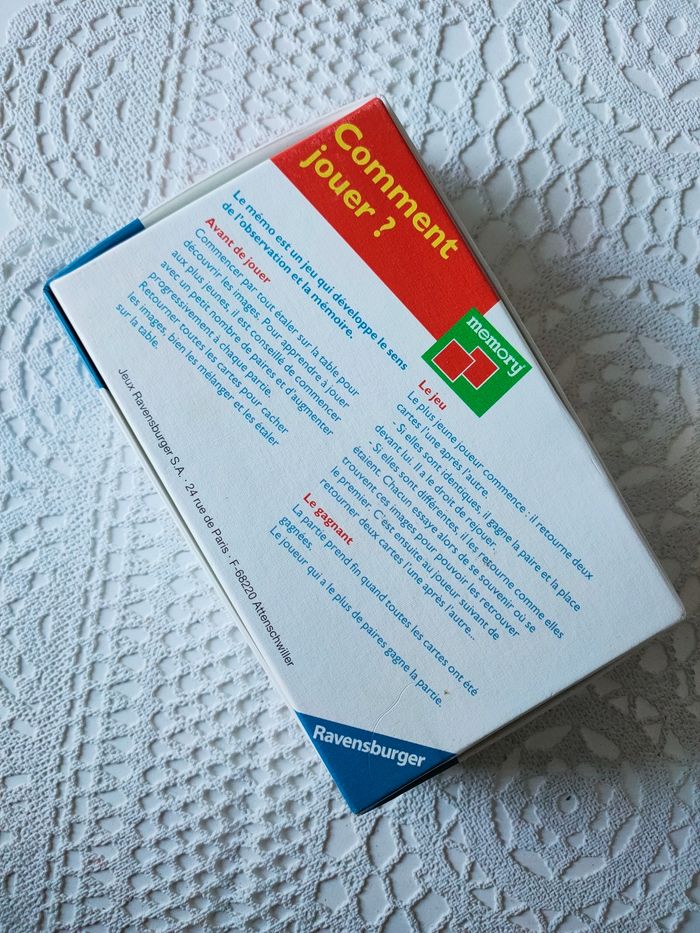 Comment
jouer ?
Le mémo est un jeu qui développe le sens
de l'observation et la mémoire.
Avant de jouer
Commencer par tout étaler sur la table pour
découvrir les images. Pour apprendre à jouer
aux plus jeunes, il est conseillé de commencer
avec un petit nombre de paires et d'augmenter
progressivement à chaque partie.
Retourner toutes les cartes pour cacher
les images, bien les mélanger et les étaler
sur la table.
memory
Le jeu
Le plus jeune joueur commence : il retourne deux
cartes l'une après l'autre.
- Si elles sont identiques, il gagne la paire et la place
devant lui. Il a le droit de rejouer.
- Si elles sont différentes, il les retourne comme elles
étaient. Chacun essaye alors de se souvenir où se
trouvent ces images pour pouvoir les retrouver
le premier. C'est ensuite au joueur suivant de
retourner deux cartes l'une après l'autre...
Le gagnant
La partie prend fin quand toutes les cartes ont été
gagnées.
Le joueur qui a le plus de paires gagne la partie.
Jeux Ravensburger S.A. · 24 rue de Paris · F-68220 Attenschwiller
Ravensburger